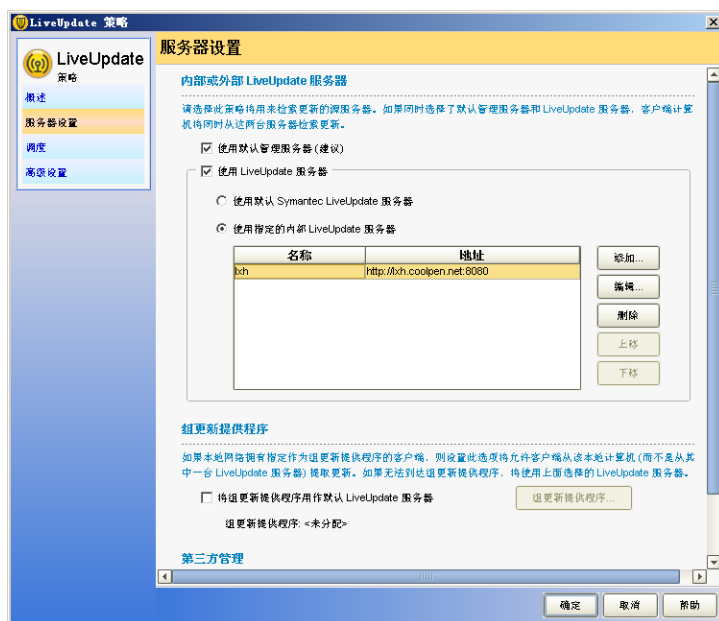 LiveUpdate 策略
LiveUpdate
策略
概述
服务器设置
调度
高级设置
服务器设置
内部或外部 LiveUpdate 服务器
请选择此策略将用来检索更新的源服务器。如果同时选择了默认管理服务器和 LiveUpdate 服务器，客户端计算
机将同时从这两台服务器检索更新。
使用默认管理服务器(建议)
使用 LiveUpdate 服务器
使用默认 Symantec LiveUpdate 服务器
使用指定的内部 LiveUpdate 服务器
名称 地址
lxh http://lxh.coolpen.net:8080
添加...
编辑...
删除
上移
下移
组更新提供程序
如果本地网络拥有指定作为组更新提供程序的客户端，则设置此选项将允许客户端从该本地计算机(而不是从其
中一台 LiveUpdate 服务器) 提取更新。如果无法到达组更新提供程序，将使用上面选择的 LiveUpdate 服务器。
将组更新提供程序用作默认 LiveUpdate 服务器
组更新提供程序...
组更新提供程序: <未分配>
第三方管理
确定 取消 帮助